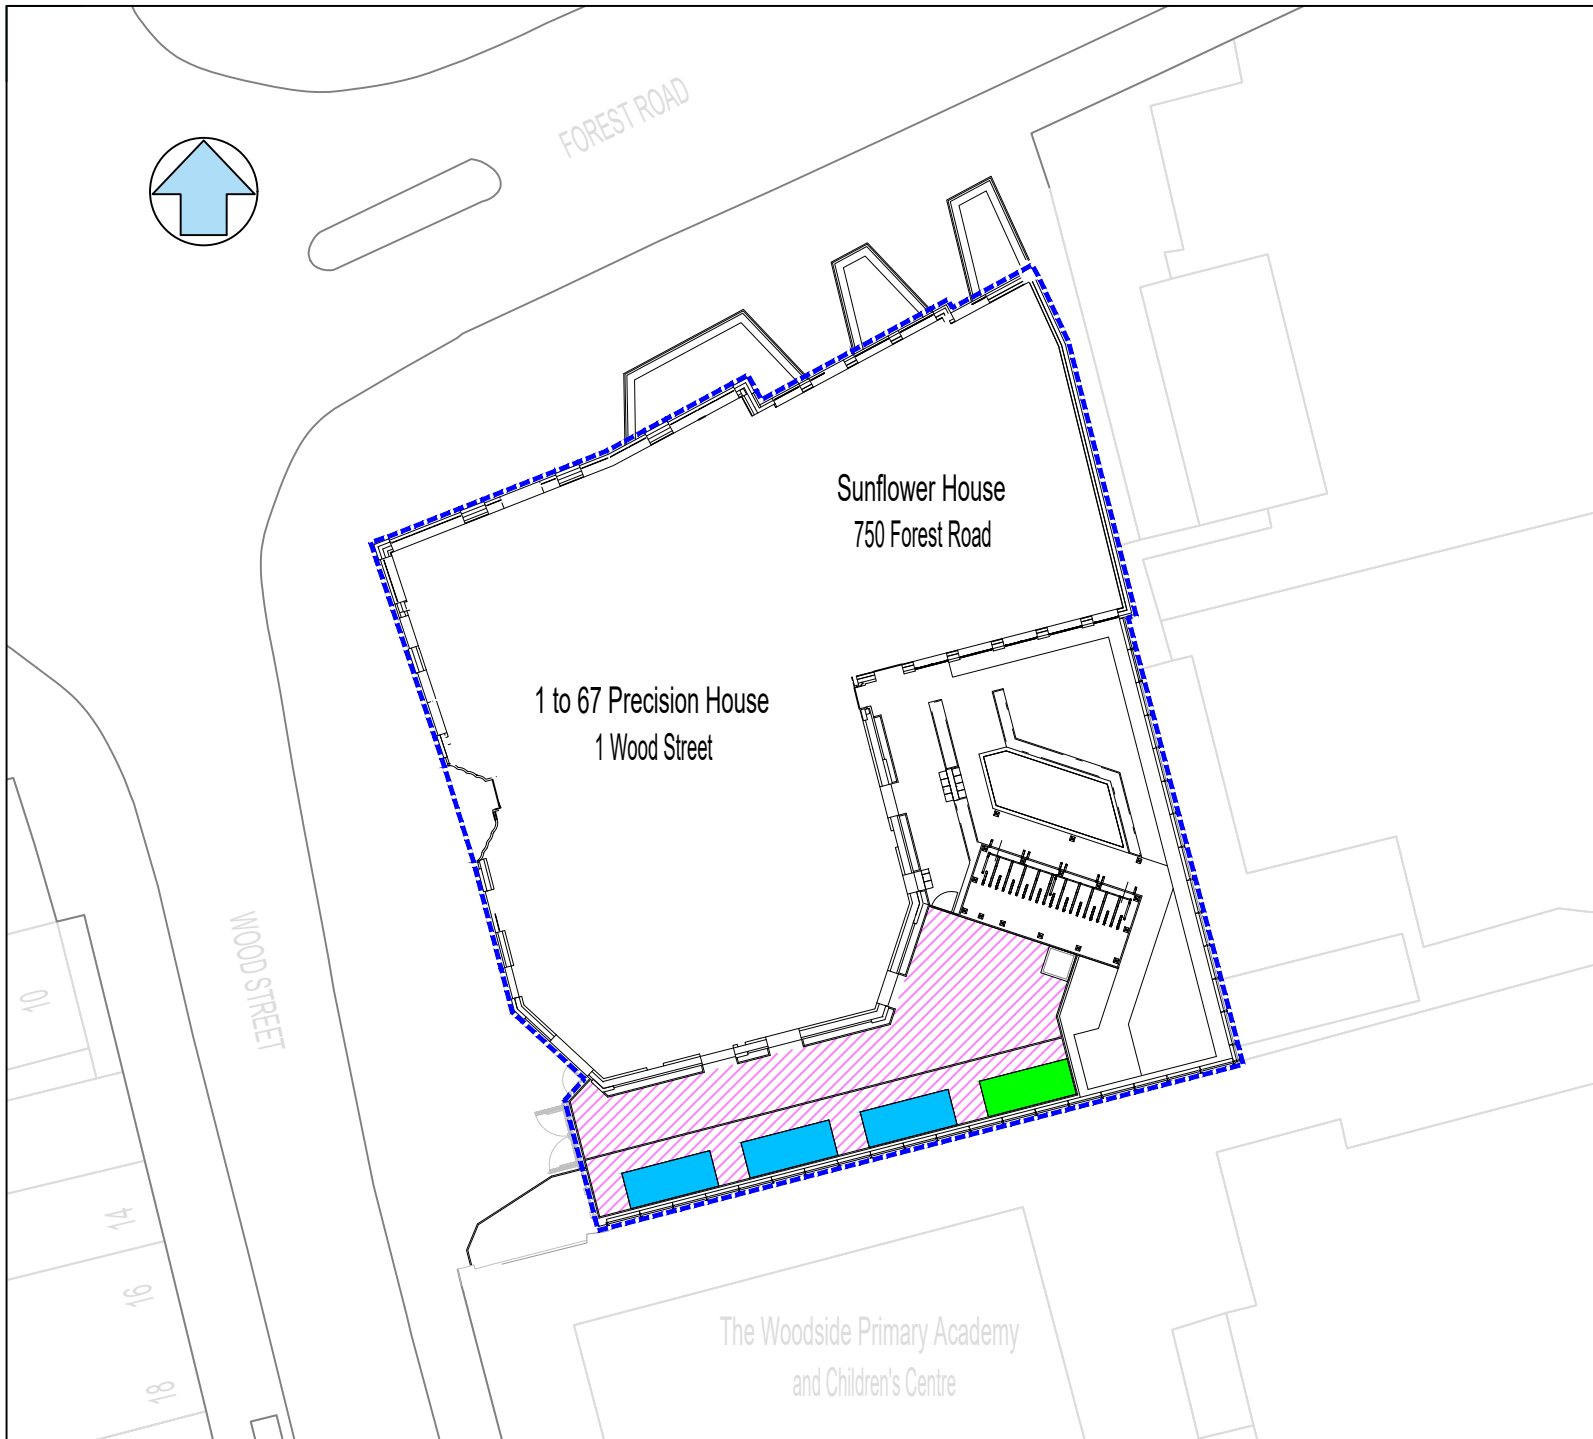 FOREST ROAD
Sunflower House
750 Forest Road
1 to 67 Precision House
1 Wood Street
WOOD STREET
10
14
16
18
The Woodside Primary Academy
and Children's Centre